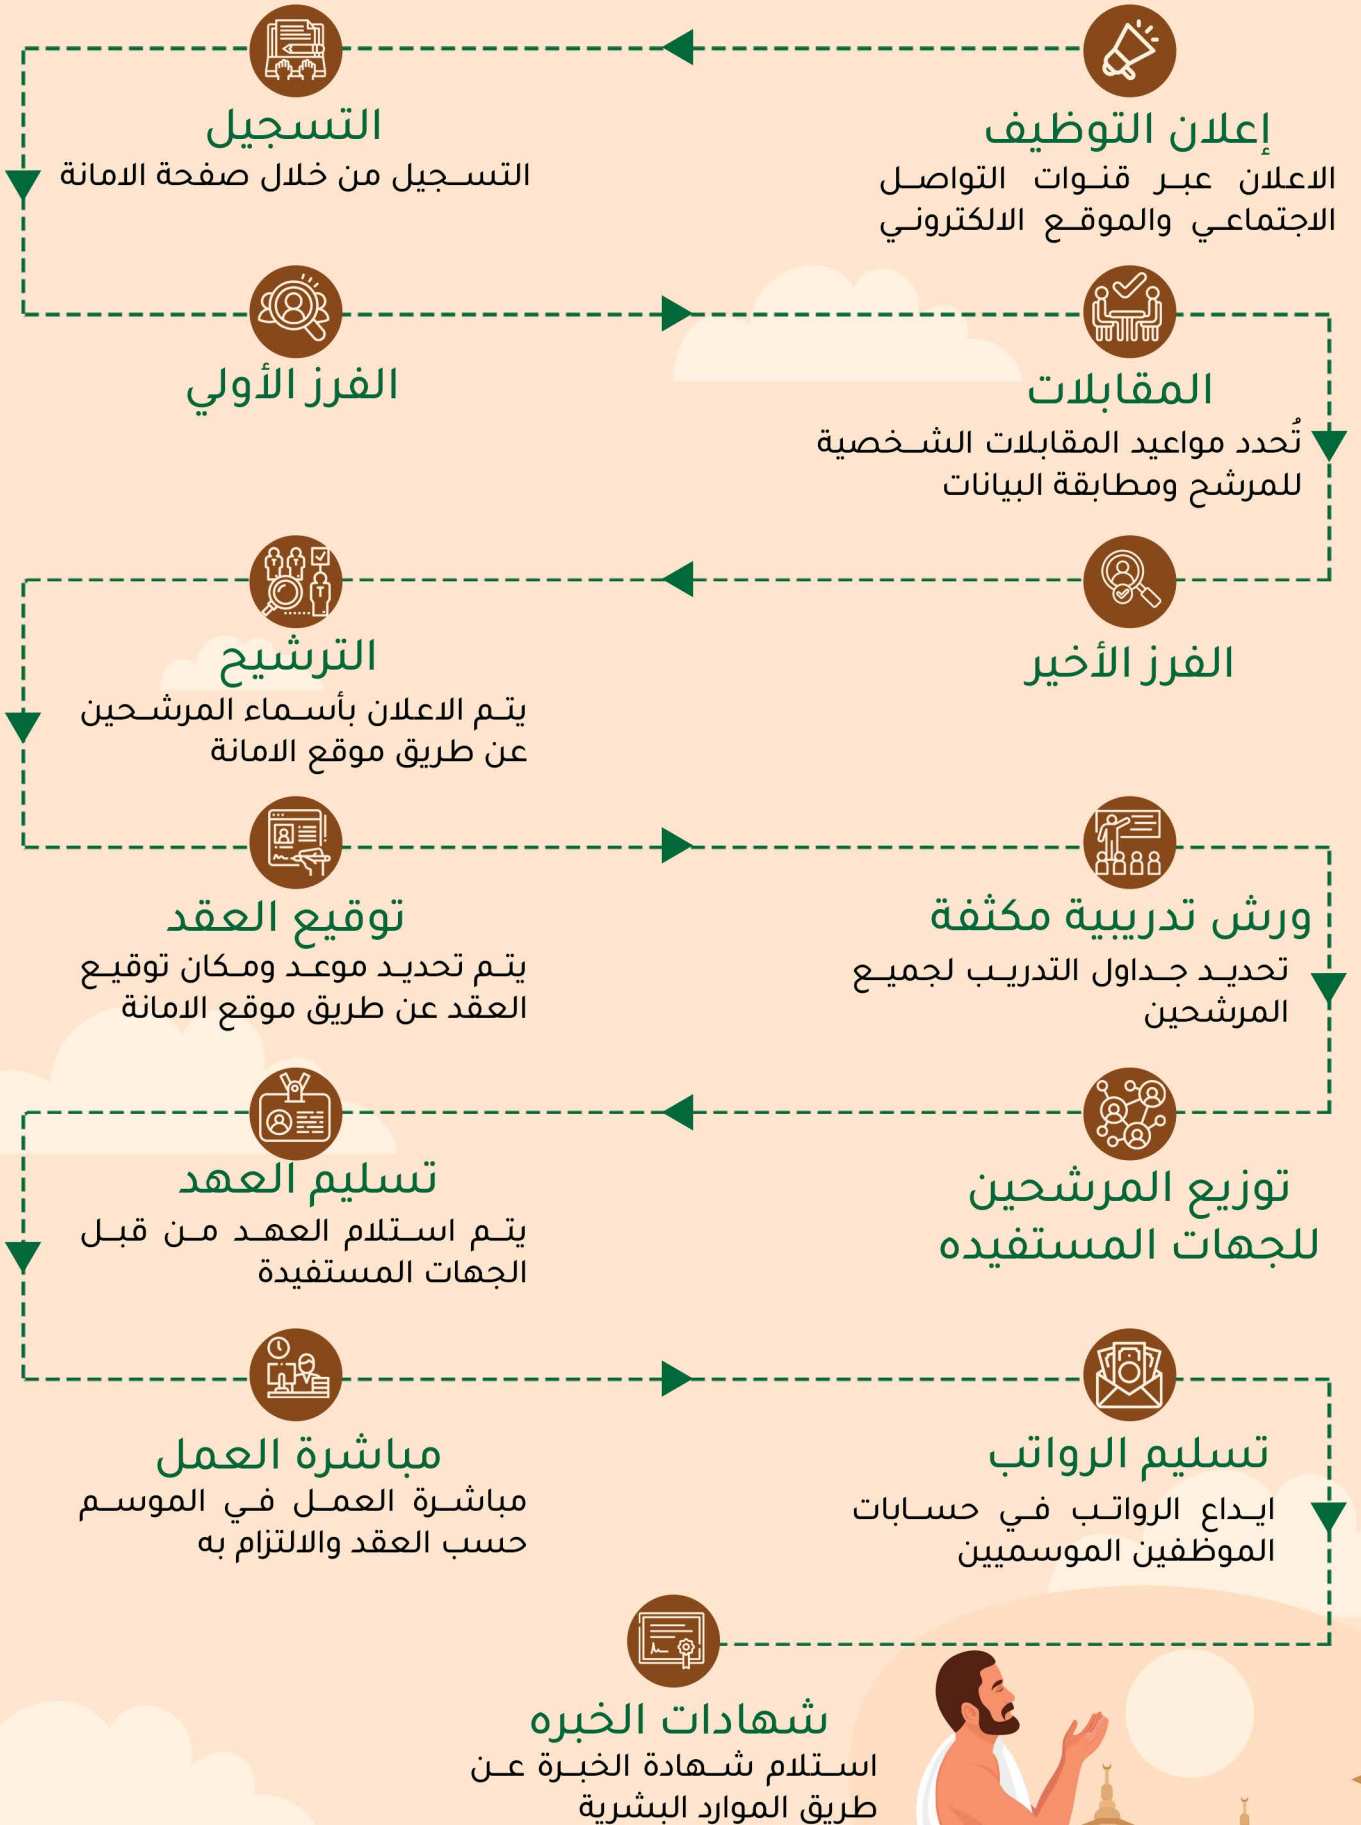 إعلان التوظيف
الاعلان عبر قنوات التواصل
الاجتماعي والموقع الالكتروني
التسجيل
التسجيل من خلال صفحة الامانة
الفرز الأولي
المقابلات
تُحدد مواعيد المقابلات الشخصية
للمرشح ومطابقة البيانات
الفرز الأخير
الترشيح
يتم الاعلان بأسماء المرشحين
عن طريق موقع الامانة
توقيع العقد
يتم تحديد موعد ومكان توقيع
العقد عن طريق موقع الامانة
ورش تدريبية مكثفة
تحديد جداول التدريب لجميع
المرشحين
توزيع المرشحين
للجهات المستفيده
تسليم العهد
يتم استلام العهد من قبل
الجهات المستفيدة
مباشرة العمل
مباشرة العمل في الموسم
حسب العقد والالتزام به
تسليم الرواتب
ايداع الرواتب في حسابات
الموظفين الموسميين
شهادات الخبره
استلام شهادة الخبرة عن
طريق الموارد البشرية